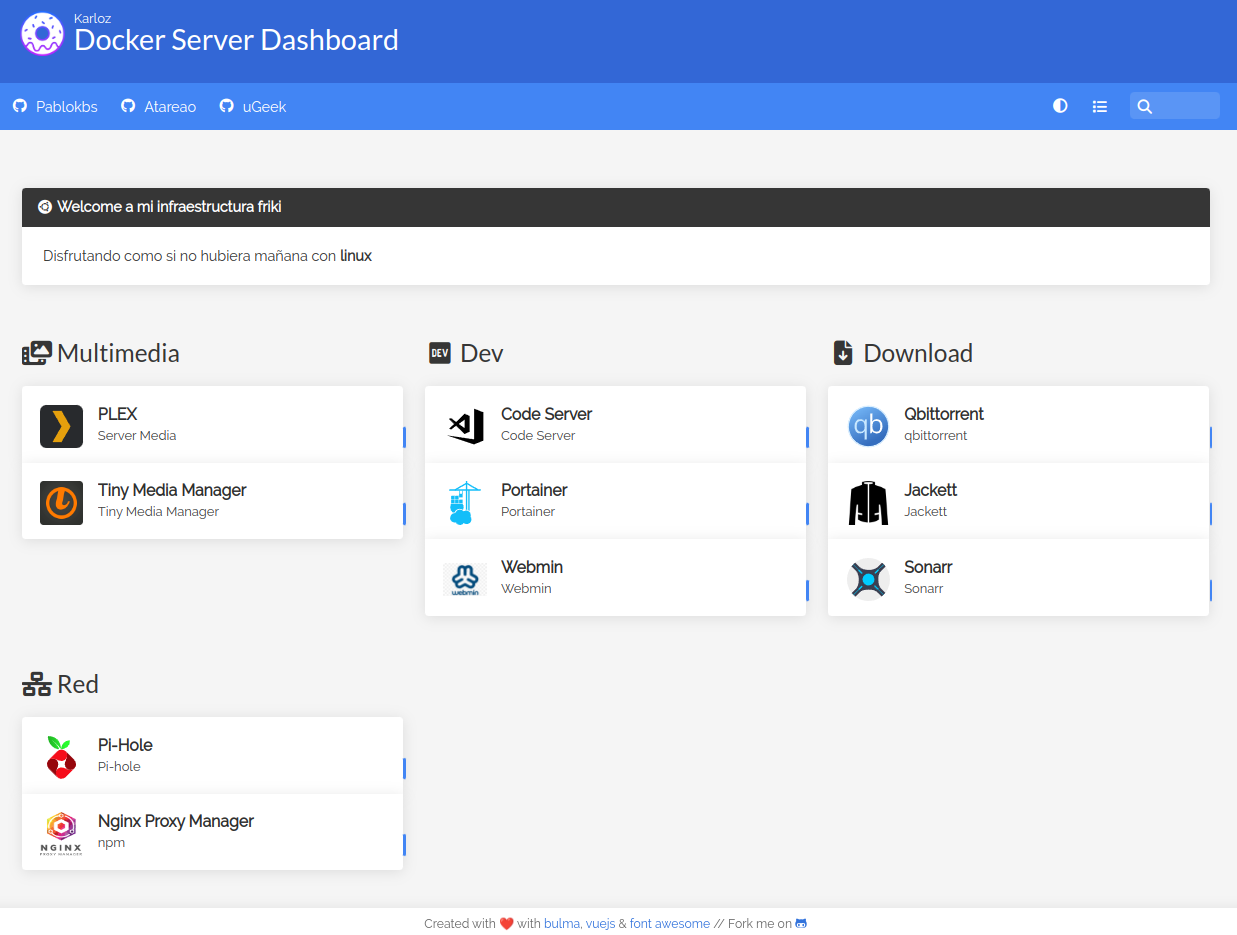 Karloz
Docker Server Dashboard
Pablokbs
Atareao
uGeek
Welcome a mi infraestructura friki
Disfrutando como si no hubiera mañana con linux
Multimedia
PLEX
Server Media
Tiny Media Manager
Tiny Media Manager
DEV
Dev
Code Server
Code Server
Portainer
Portainer
webmin
Webmin
Webmin
Download
qb
Qbittorrent
qbittorrent
Jackett
Jackett
Sonarr
Sonarr
Red
Pi-Hole
Pi-hole
NGINX
PROXY MANAGER
Nginx Proxy Manager
npm
Created with ❤️ with bulma, vuejs & font awesome // Fork me on